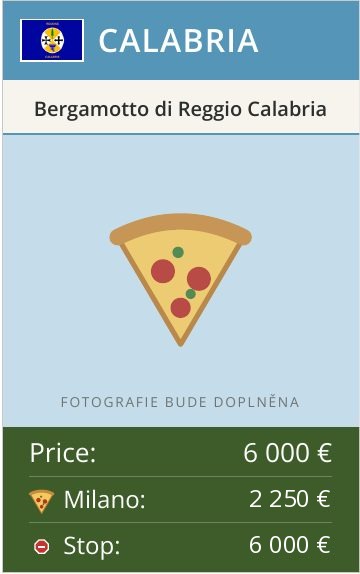 CALABRIA
Bergamotto di Reggio Calabria
FOTOGRAFIE BUDE DOPLNĚNA
Price: 6 000 €
Milano: 2 250 €
Stop: 6 000 €